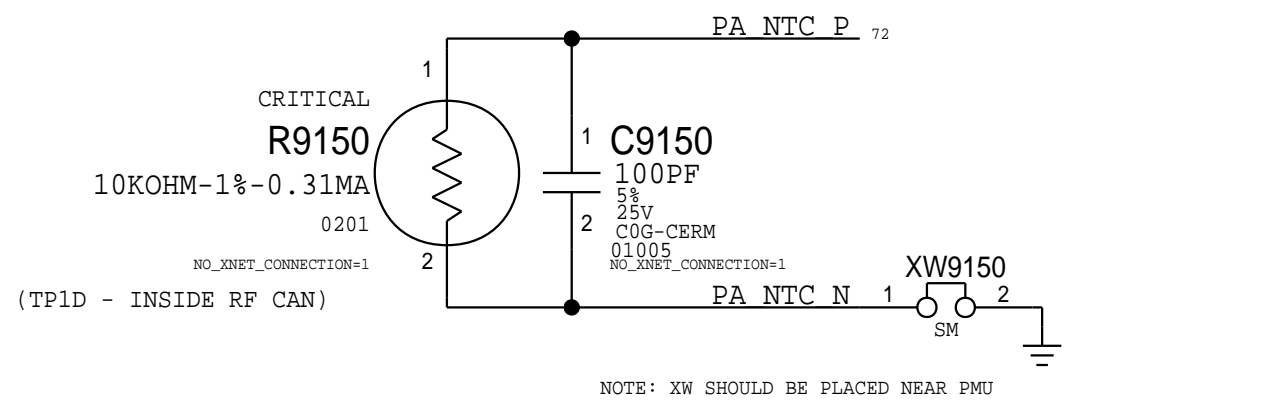 PA_NTC_P 72
1
CRITICAL
R9150
10KOHM-1%-0.31MA
0201
NO_XNET_CONNECTION=1
2
(TP1D - INSIDE RF CAN)
1
C9150
100PF
5%
25V
C0G-CERM
01005
NO_XNET_CONNECTION=1
2
PA_NTC_N
XW9150
1
2
SM
NOTE: XW SHOULD BE PLACED NEAR PMU